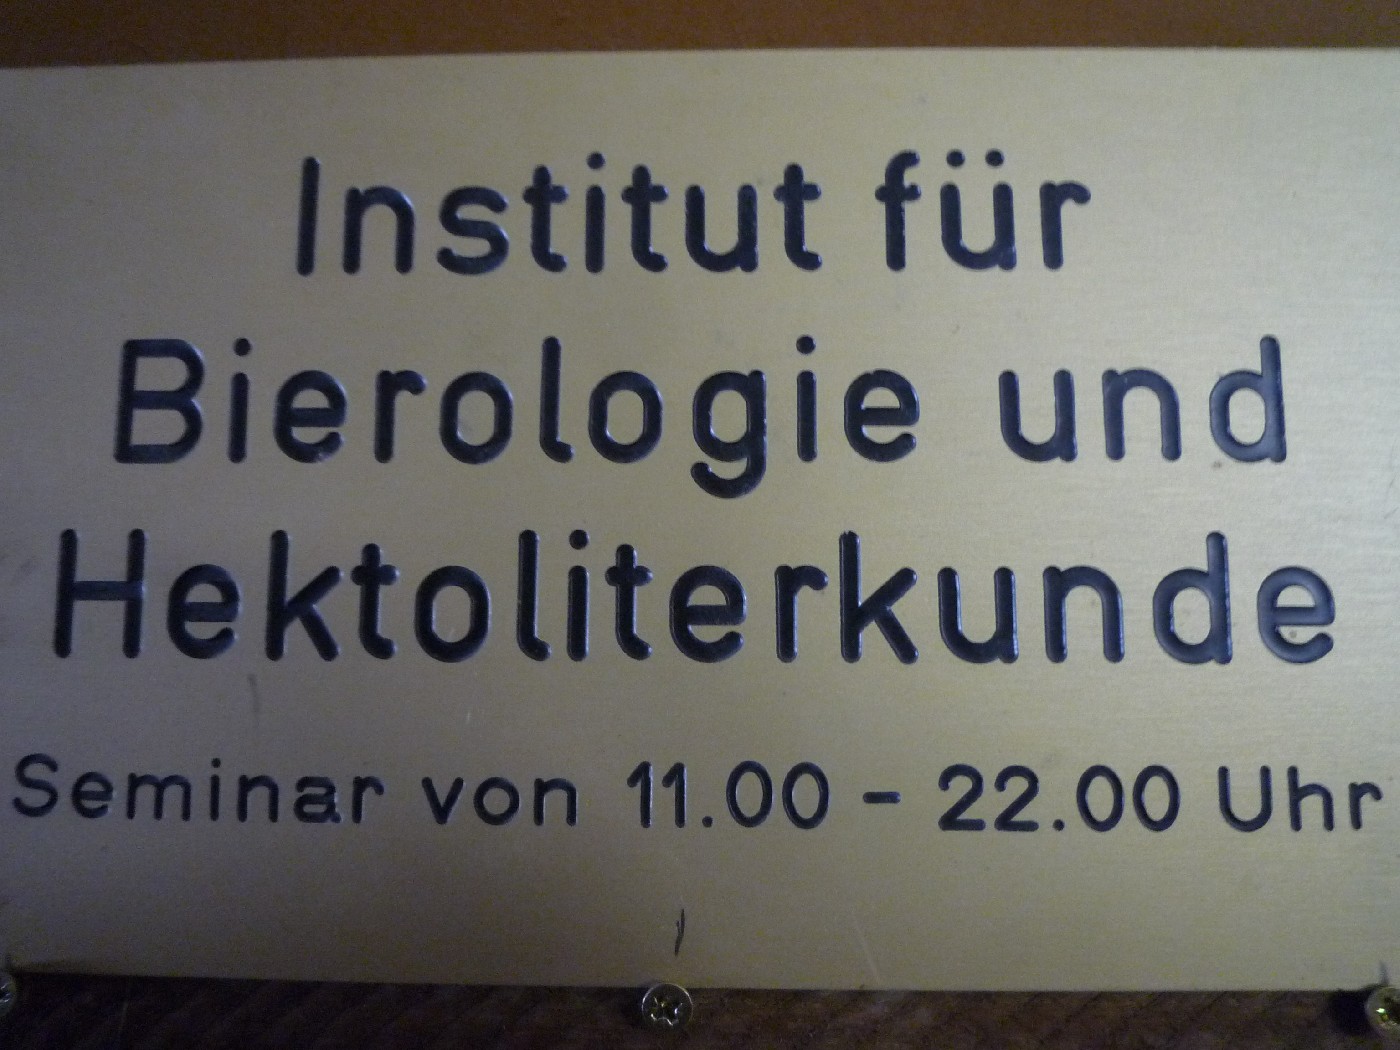 Institut für
Bierologie und
Hektoliterkunde
Seminar von 11.00 - 22.00 Uhr